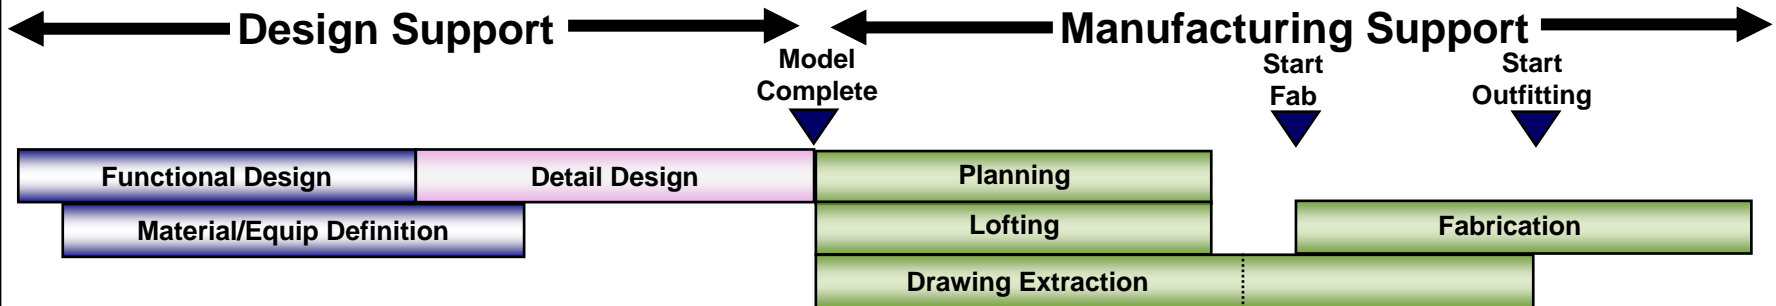 Design Support
Manufacturing Support
Model
Complete
Start
Fab
Start
Outfitting
Functional Design
Detail Design
Planning
Material/Equip Definition
Lofting
Fabrication
Drawing Extraction